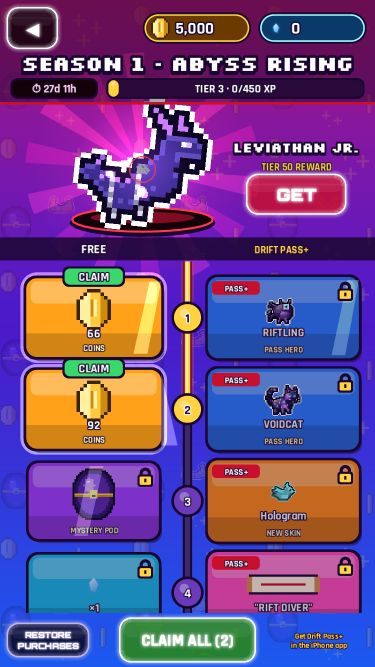 5,000
0
SEASON 1 - ABYSS RISING
27d 11h
TIER 3 · 0/450 XP
LEVIATHAN JR.
TIER 50 REWARD
GET
FREE
DRIFT PASS+
CLAIM
66
COINS
1
PASS+
RIFTLING
PASS HERO
CLAIM
92
COINS
2
PASS+
VOIDCAT
PASS HERO
MYSTERY POD
3
PASS+
Hologram
NEW SKIN
x1
4
PASS+
"RIFT DIVER"
RESTORE
PURCHASES
CLAIM ALL (2)
Get Drift Pass+
in the iPhone app